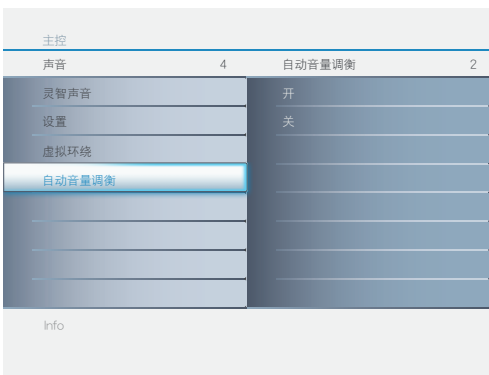 主控
声音 4 自动音量调衡 2
灵智声音 开
设置 关
虚拟环绕
自动音量调衡
Info